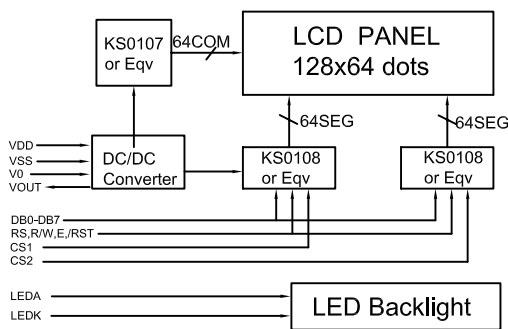 KS0107
or Eqv
64COM
LCD PANEL
128x64 dots
64SEG
64SEG
VDD
VSS
V0
VOUT
DC/DC
Converter
KS0108
or Eqv
KS0108
or Eqv
DB0-DB7
RS,R/W,E,/RST
CS1
CS2
LEDA
LEDK
LED Backlight